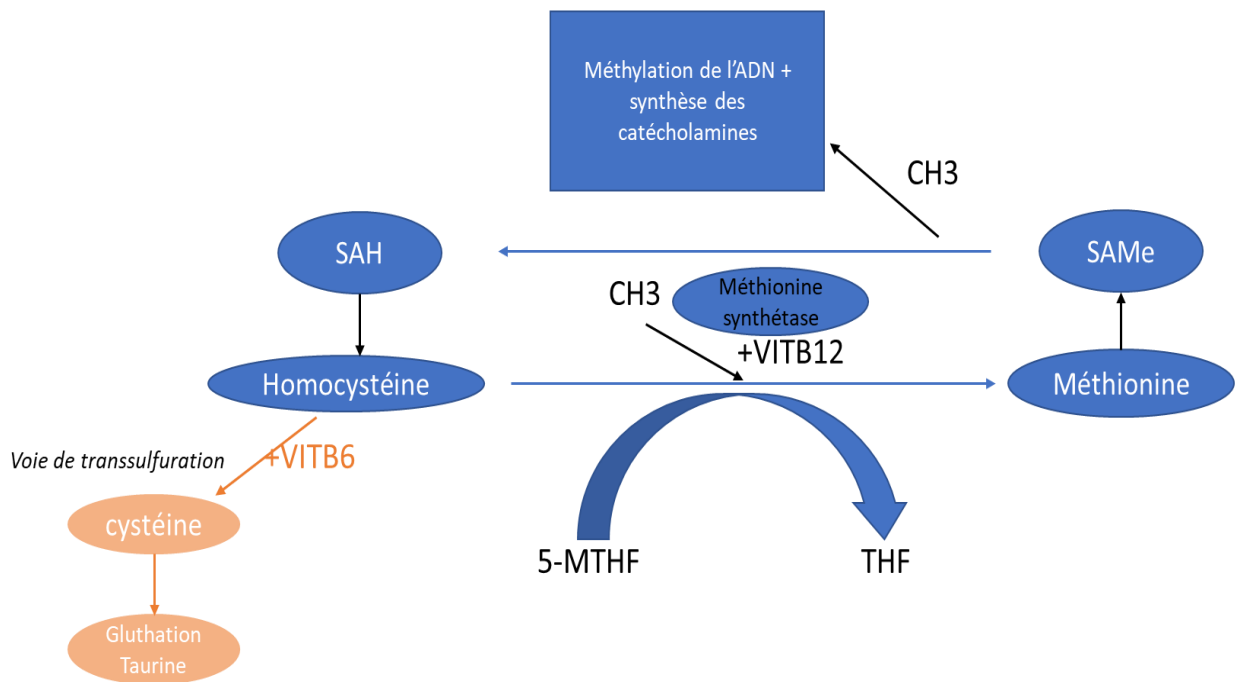 Méthylation de l'ADN +
synthèse des
catécholamines
CH3
SAH
SAMe
CH3
Méthionine
synthétase
+VITB12
Homocystéine
Méthionine
Voie de transsulfuration
+VITB6
cystéine
5-MTHF
THF
Gluthation
Taurine